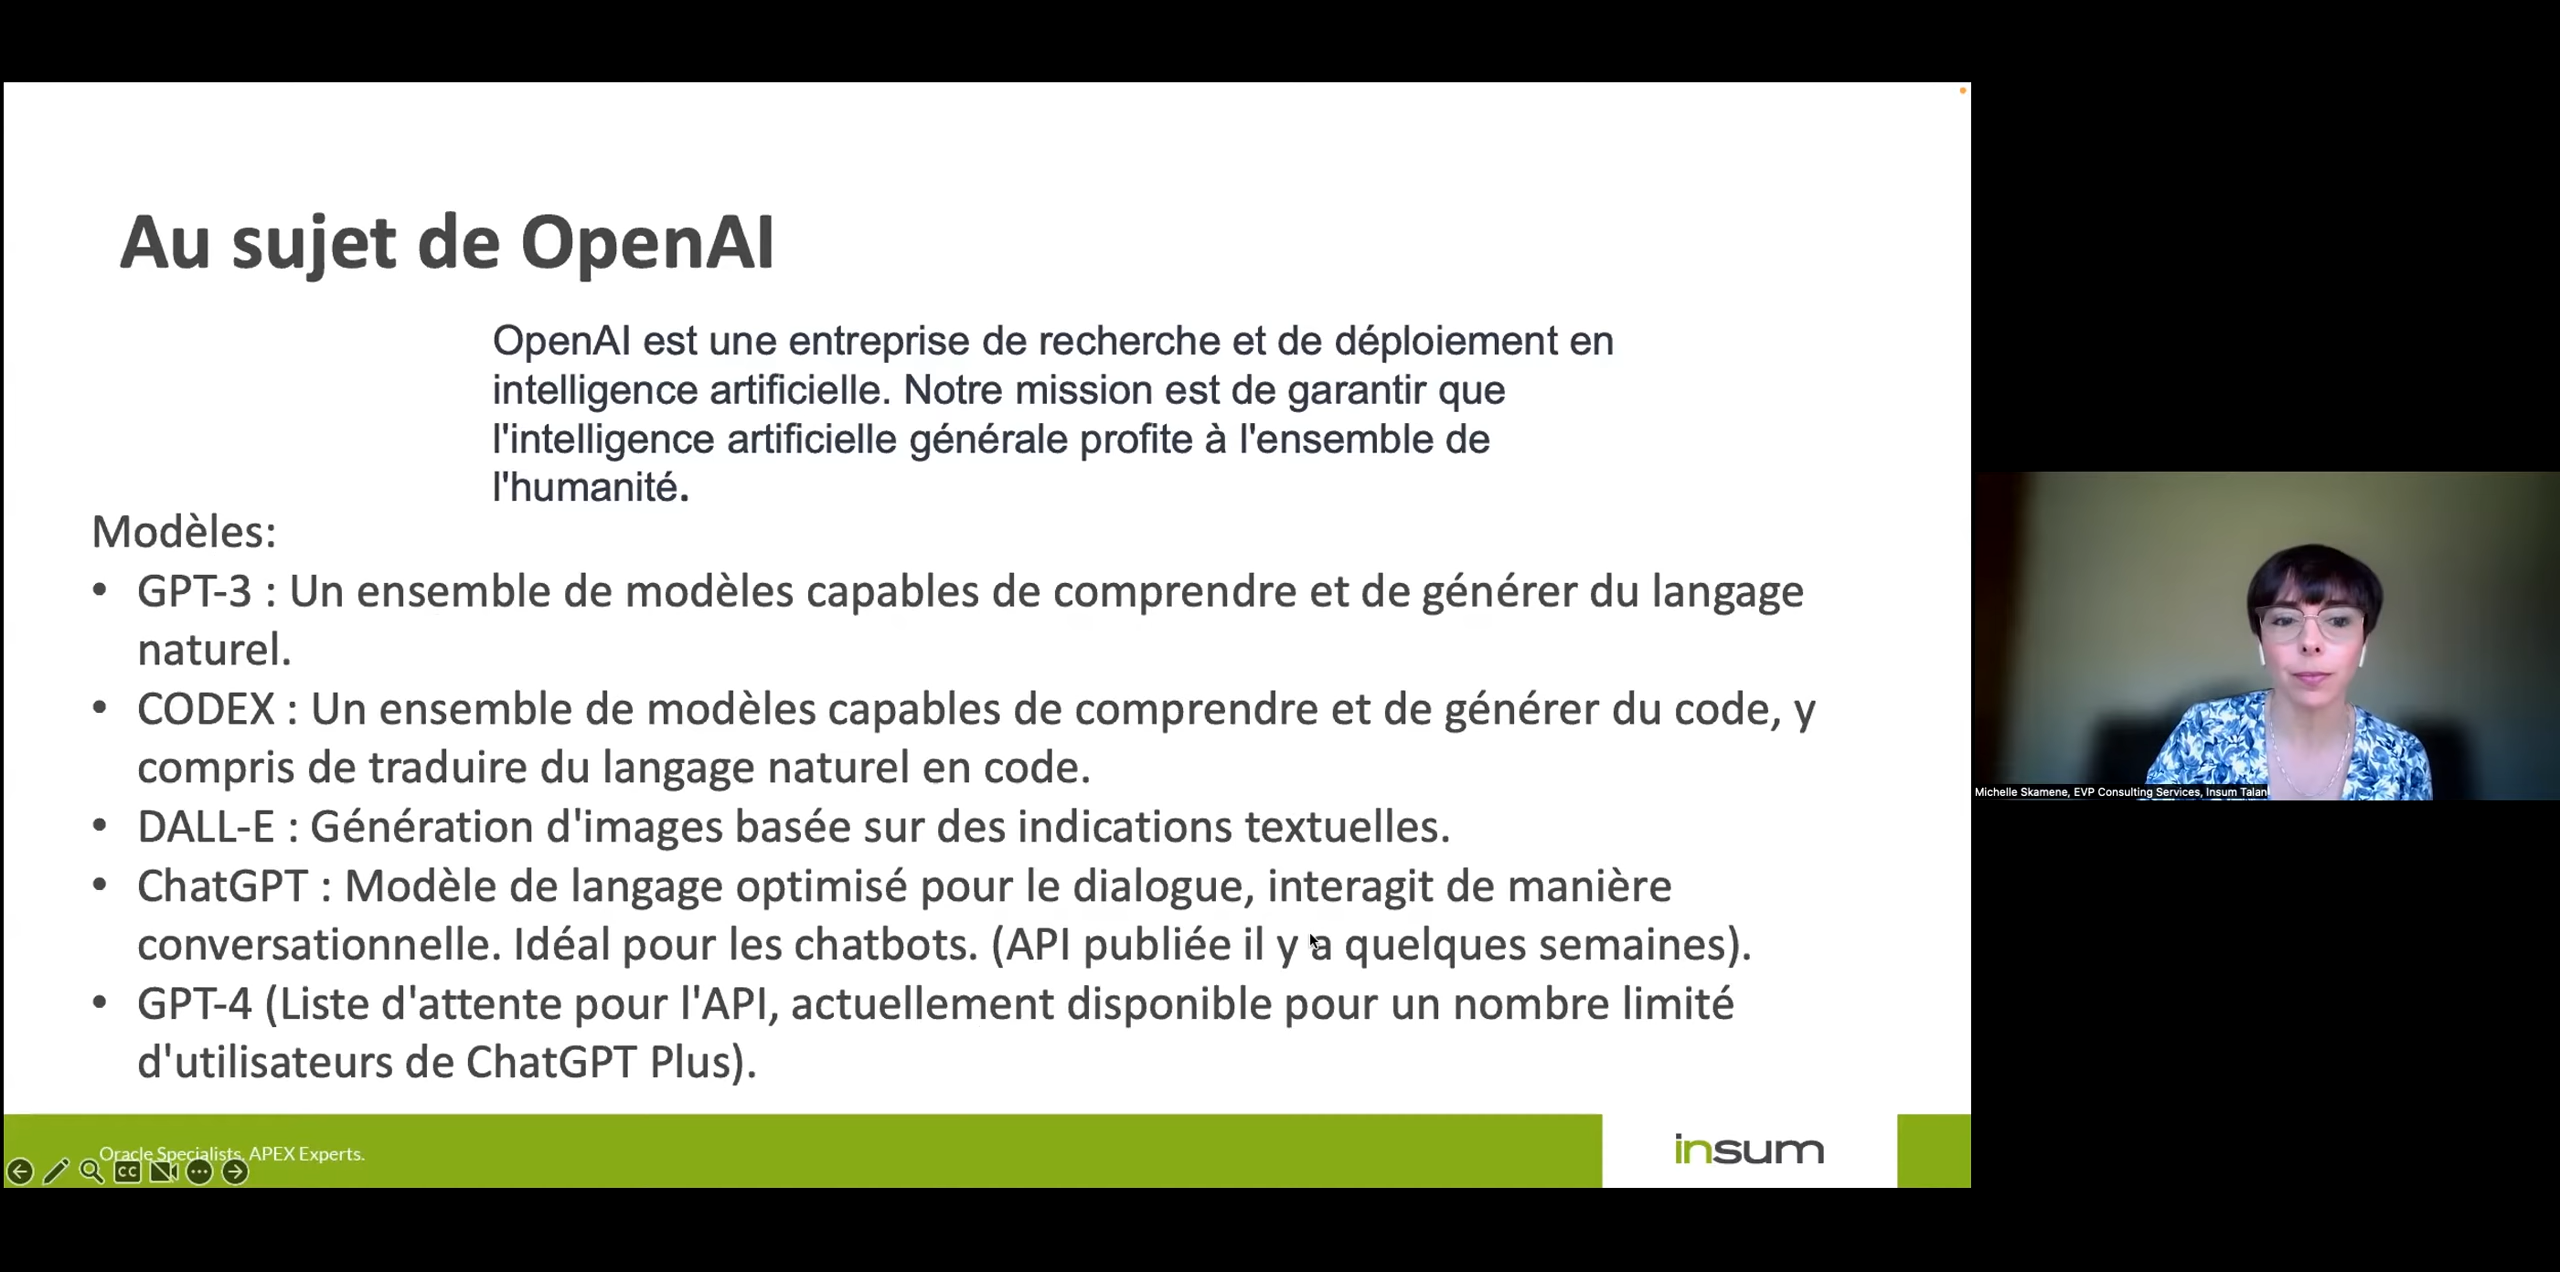 Au sujet de OpenAI
OpenAI est une entreprise de recherche et de déploiement en
intelligence artificielle. Notre mission est de garantir que
l'intelligence artificielle générale profite à l'ensemble de
l'humanité.
Modèles:
• GPT-3 : Un ensemble de modèles capables de comprendre et de générer du langage
naturel.
• CODEX : Un ensemble de modèles capables de comprendre et de générer du code, y
compris de traduire du langage naturel en code.
• DALL-E : Génération d'images basée sur des indications textuelles.
• ChatGPT : Modèle de langage optimisé pour le dialogue, interagit de manière
conversationnelle. Idéal pour les chatbots. (API publiée il y a quelques semaines).
• GPT-4 (Liste d'attente pour l'API, actuellement disponible pour un nombre limité
d'utilisateurs de ChatGPT Plus).
Oracle Specialists. APEX Experts.
CC
insum
Michelle Skamene, EVP Consulting Services, Insum Talan